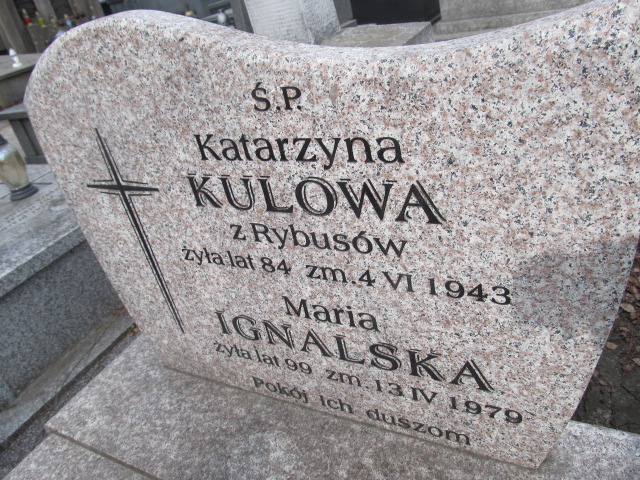 Ś.P.
Katarzyna
KULOWA
z Rybusów
żyła lat 84 zm. 4 VI 1943
Maria
IGNALSKA
żyła lat 99 zm. 13 IV 1979
Pokój ich duszom